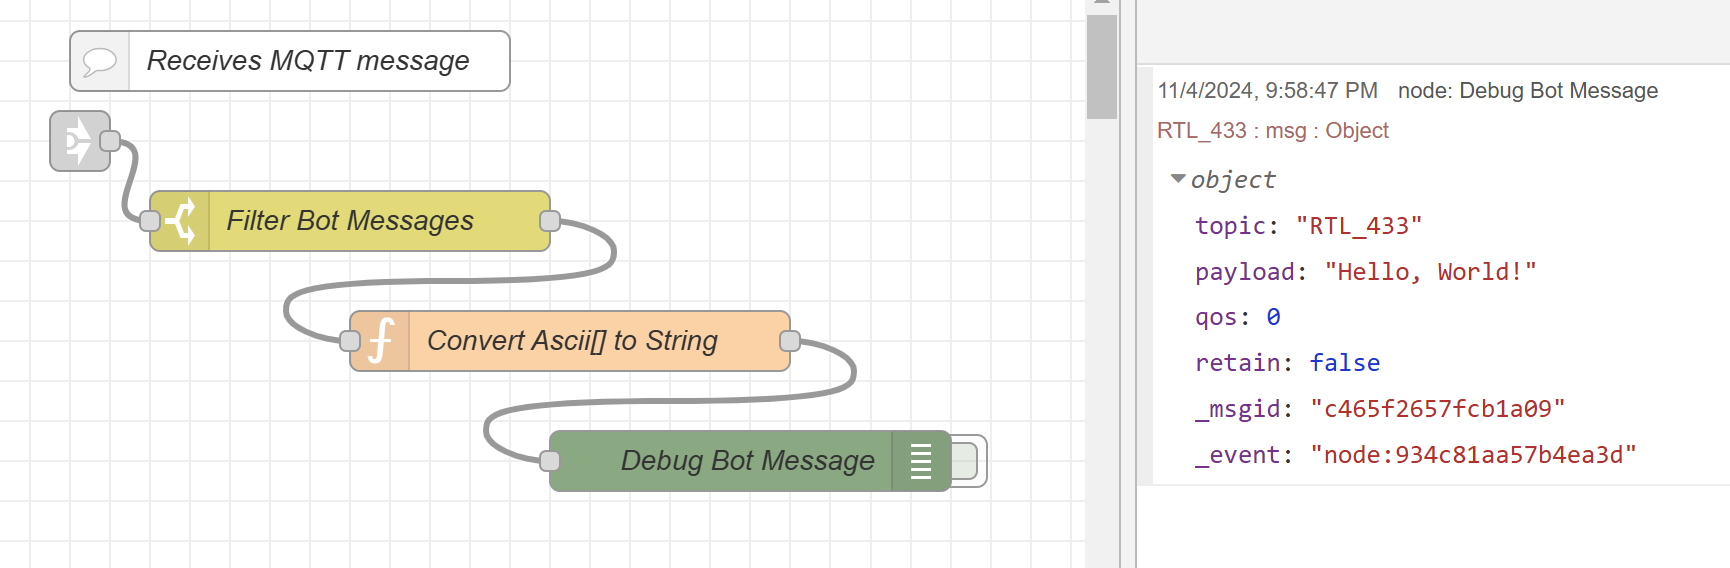 Receives MQTT message
Filter Bot Messages
Convert Ascii[] to String
Debug Bot Message
11/4/2024, 9:58:47 PM node: Debug Bot Message
RTL_433 : msg : Object
object
topic: "RTL_433"
payload: "Hello, World!"
qos: 0
retain: false
_msgid: "c465f2657fcb1a09"
_event: "node:934c81aa57b4ea3d"